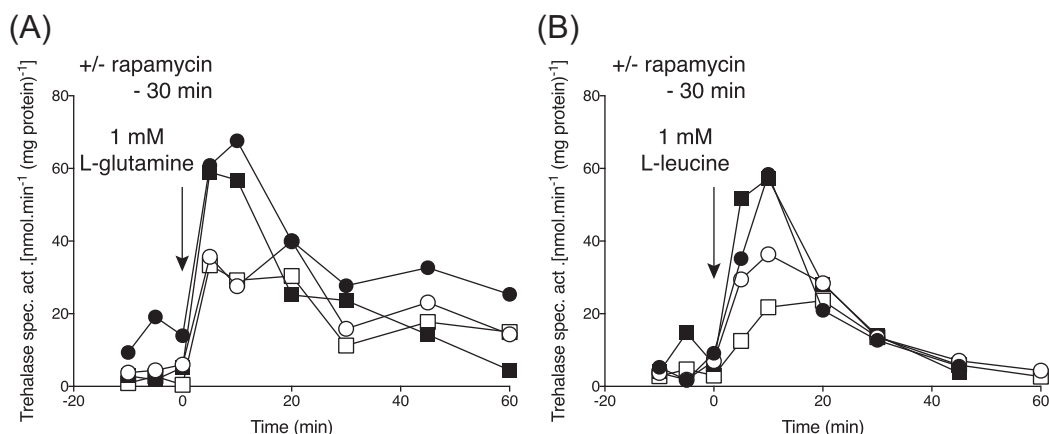 (A)
+/- rapamycin
- 30 min
1 mM
L-glutamine
Trehalase spec. act .[nmol.min⁻¹ (mg protein)⁻¹
80
60
40
20
0
-20
0
20
40
60
Time (min)
(B)
+/- rapamycin
- 30 min
1 mM
L-leucine
Trehalase spec. act .[nmol.min⁻¹ (mg protein)⁻¹
80
60
40
20
0
-20
0
20
40
60
Time (min)